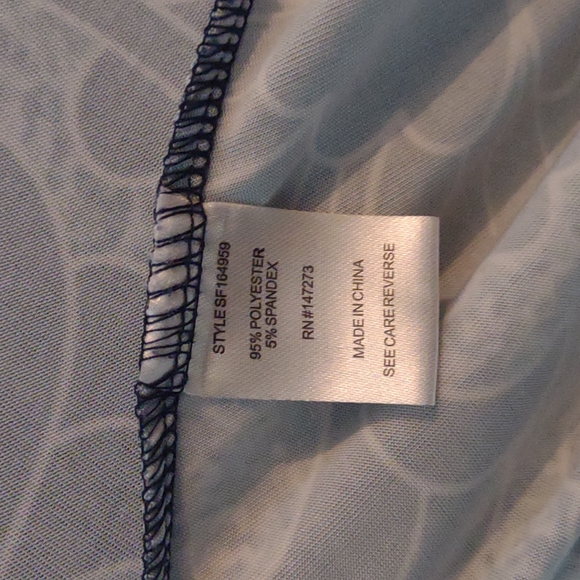 STYLE SF164959
95% POLYESTER
5% SPANDEX
RN#147273
MADE IN CHINA
SEE CARE REVERSE